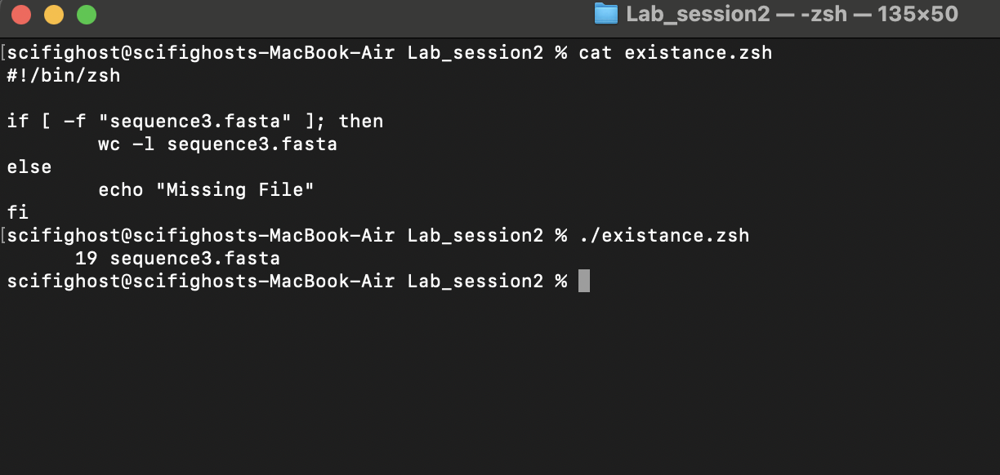 Lab_session2 — -zsh — 135×50
[scifighost@scifighosts-MacBook-Air Lab_session2 % cat existance.zsh
#!/bin/zsh
if [ -f "sequence3.fasta" ]; then
wc -l sequence3.fasta
else
echo "Missing File"
fi
[scifighost@scifighosts-MacBook-Air Lab_session2 % ./existance.zsh
19 sequence3.fasta
scifighost@scifighosts-MacBook-Air Lab_session2 %